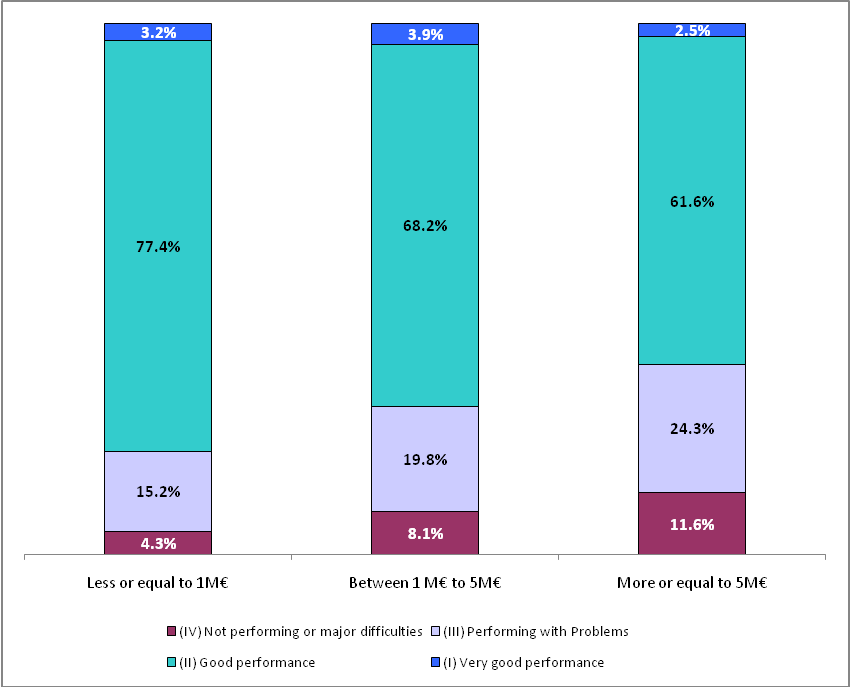 3.2%
3.9%
2.5%
77.4%
68.2%
61.6%
15.2%
19.8%
24.3%
4.3%
8.1%
11.6%
Less or equal to 1M€
Between 1 M€ to 5M€
More or equal to 5M€
(IV) Not performing or major difficulties
(III) Performing with Problems
(II) Good performance
(I) Very good performance